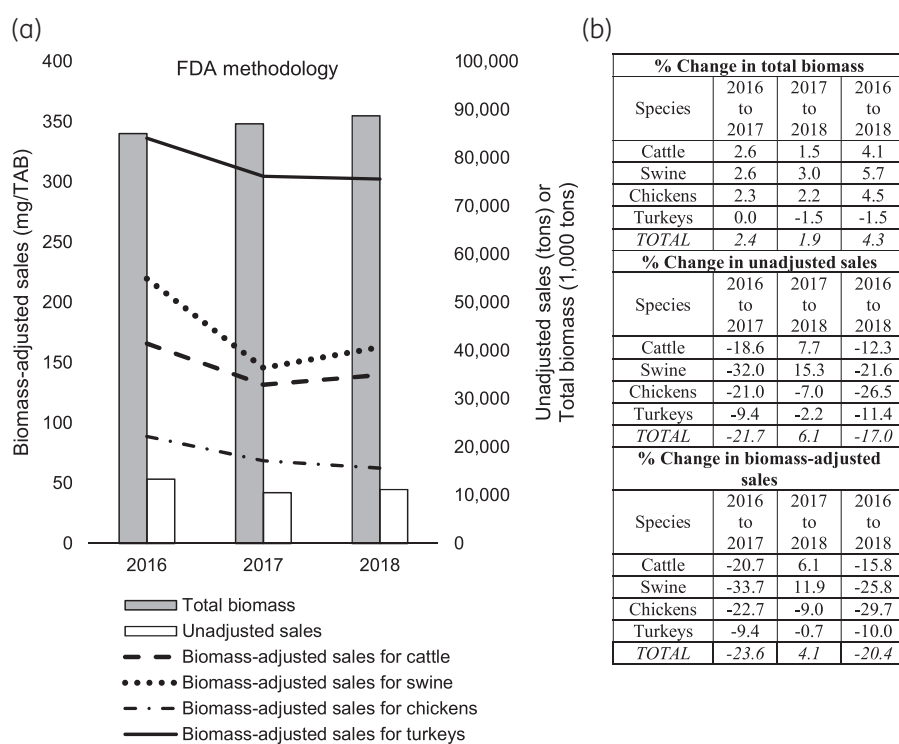 (a)
FDA methodology
Biomass-adjusted sales (mg/TAB)
400
350
300
250
200
150
100
50
0
100,000
90,000
80,000
70,000
60,000
50,000
40,000
30,000
20,000
10,000
0
Unadjusted sales (tons) or
Total biomass (1,000 tons)
2016 2017 2018
Total biomass
Unadjusted sales
Biomass-adjusted sales for cattle
Biomass-adjusted sales for swine
Biomass-adjusted sales for chickens
Biomass-adjusted sales for turkeys
(b)
% Change in total biomass
Species 2016 to 2017 2017 to 2018 2016 to 2018
Cattle 2.6 1.5 4.1
Swine 2.6 3.0 5.7
Chickens 2.3 2.2 4.5
Turkeys 0.0 -1.5 -1.5
TOTAL 2.4 1.9 4.3
% Change in unadjusted sales
Species 2016 to 2017 2017 to 2018 2016 to 2018
Cattle -18.6 7.7 -12.3
Swine -32.0 15.3 -21.6
Chickens -21.0 -7.0 -26.5
Turkeys -9.4 -2.2 -11.4
TOTAL -21.7 6.1 -17.0
% Change in biomass-adjusted
sales
Species 2016 to 2017 2017 to 2018 2016 to 2018
Cattle -20.7 6.1 -15.8
Swine -33.7 11.9 -25.8
Chickens -22.7 -9.0 -29.7
Turkeys -9.4 -0.7 -10.0
TOTAL -23.6 4.1 -20.4